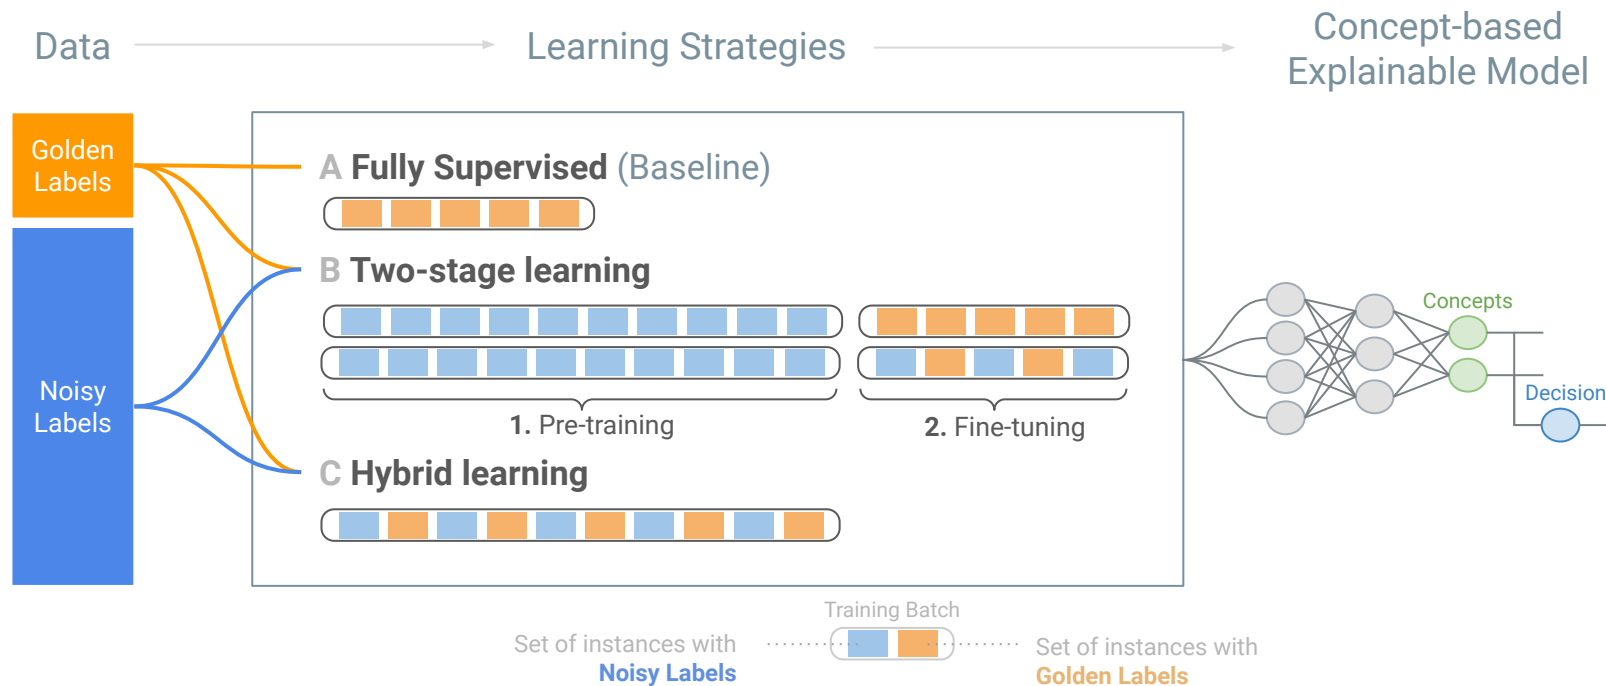 Data
Learning Strategies
Concept-based
Explainable Model
Golden
Labels
Noisy
Labels
A Fully Supervised (Baseline)
B Two-stage learning
1. Pre-training
2. Fine-tuning
C Hybrid learning
Concepts
Decision
Training Batch
Set of instances with
Noisy Labels
Set of instances with
Golden Labels